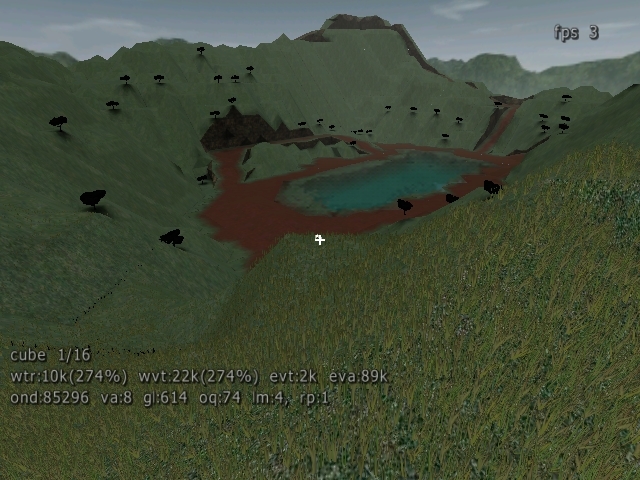 fps 3
cube 1/16
wtr:10k(274%) wvt:22k(274%) evt:2k eva:89k
ond:85296 va:8 gl:614 oq:74 lm:4, rp:1